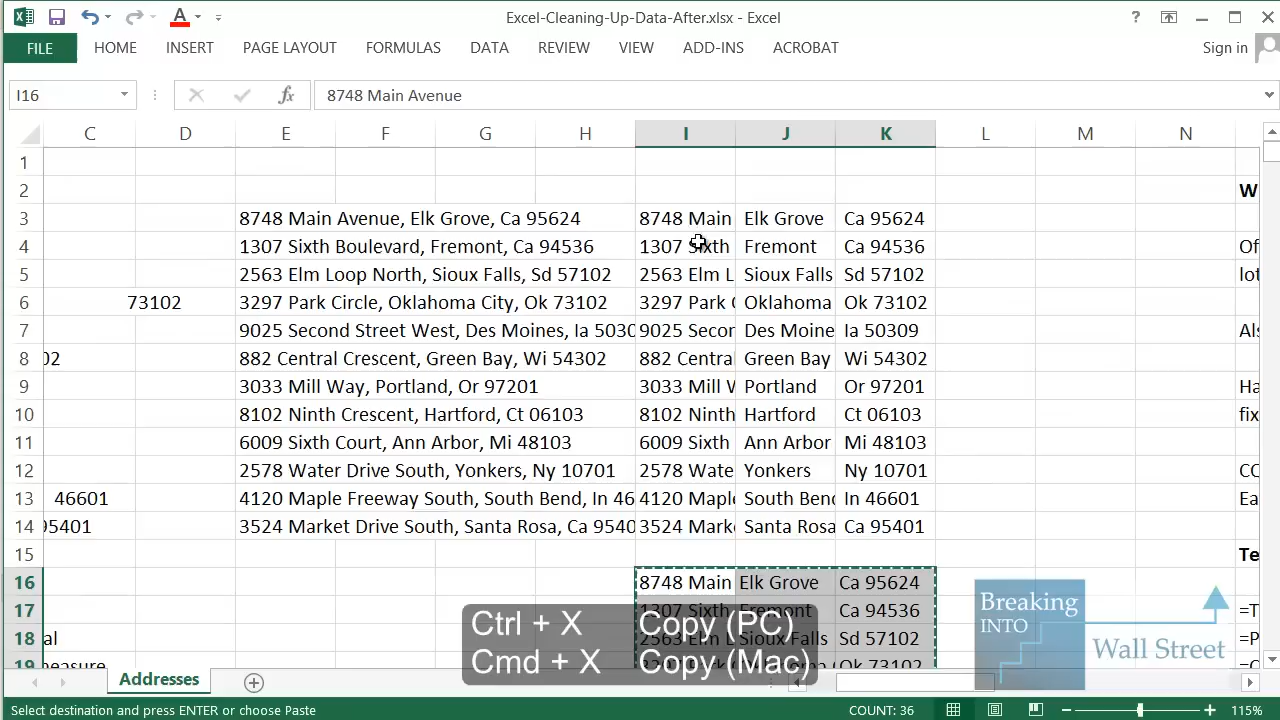 Excel-Cleaning-Up-Data-After.xlsx - Excel
FILE HOME INSERT PAGE LAYOUT FORMULAS DATA REVIEW VIEW ADD-INS ACROBAT Sign in
I16 fx 8748 Main Avenue
C D E F G H I J K L M N
1
2 W
3 8748 Main Avenue, Elk Grove, Ca 95624 8748 Main Elk Grove Ca 95624
4 1307 Sixth Boulevard, Fremont, Ca 94536 1307 Sixth Fremont Ca 94536 Of
5 2563 Elm Loop North, Sioux Falls, Sd 57102 2563 Elm L Sioux Falls Sd 57102 lot
6 73102 3297 Park Circle, Oklahoma City, Ok 73102 3297 Park C Oklahoma Ok 73102
7 9025 Second Street West, Des Moines, Ia 5030 9025 Secon Des Moine Ia 50309 Als
8 02 882 Central Crescent, Green Bay, Wi 54302 882 Central Green Bay Wi 54302
9 3033 Mill Way, Portland, Or 97201 3033 Mill W Portland Or 97201 Ha
10 8102 Ninth Crescent, Hartford, Ct 06103 8102 Ninth Hartford Ct 06103 fix
11 6009 Sixth Court, Ann Arbor, Mi 48103 6009 Sixth Ann Arbor Mi 48103
12 2578 Water Drive South, Yonkers, Ny 10701 2578 Wate Yonkers Ny 10701 CO
13 46601 4120 Maple Freeway South, South Bend, In 46 4120 Maple South Bend In 46601 Ea
14 95401 3524 Market Drive South, Santa Rosa, Ca 9540 3524 Mark Santa Rosa Ca 95401
15 Te
16 8748 Main Elk Grove Ca 95624
17 1307 Sixth Fremont Ca 94536 =T
18 al 2563 Elm L Sioux Falls Sd 57102 =P
19 measure Ok 73102
Ctrl + X Copy (PC)
Cmd + X Copy (Mac)
Breaking
INTO
Wall Street
Addresses
Select destination and press ENTER or choose Paste COUNT: 36 115%